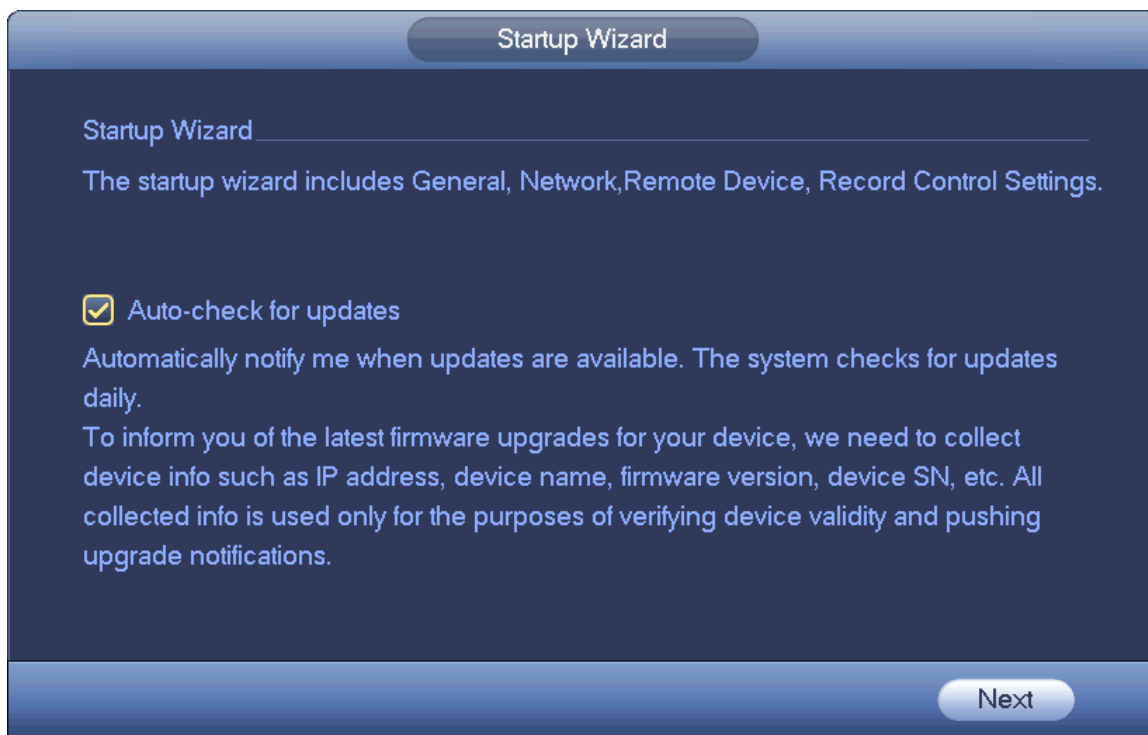 Startup Wizard
Startup Wizard
The startup wizard includes General, Network,Remote Device, Record Control Settings.
Auto-check for updates
Automatically notify me when updates are available. The system checks for updates
daily.
To inform you of the latest firmware upgrades for your device, we need to collect
device info such as IP address, device name, firmware version, device SN, etc. All
collected info is used only for the purposes of verifying device validity and pushing
upgrade notifications.
Next